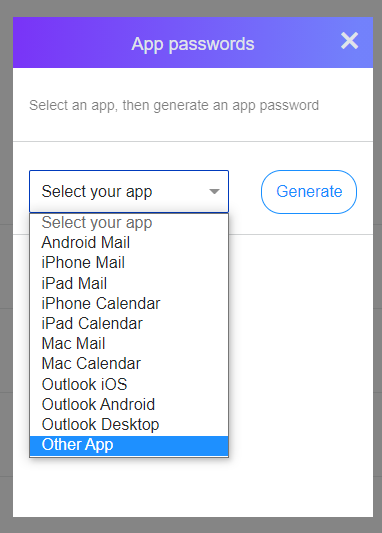 App passwords ×
Select an app, then generate an app password
Select your app Generate
Select your app
Android Mail
iPhone Mail
iPad Mail
iPhone Calendar
iPad Calendar
Mac Mail
Mac Calendar
Outlook iOS
Outlook Android
Outlook Desktop
Other App